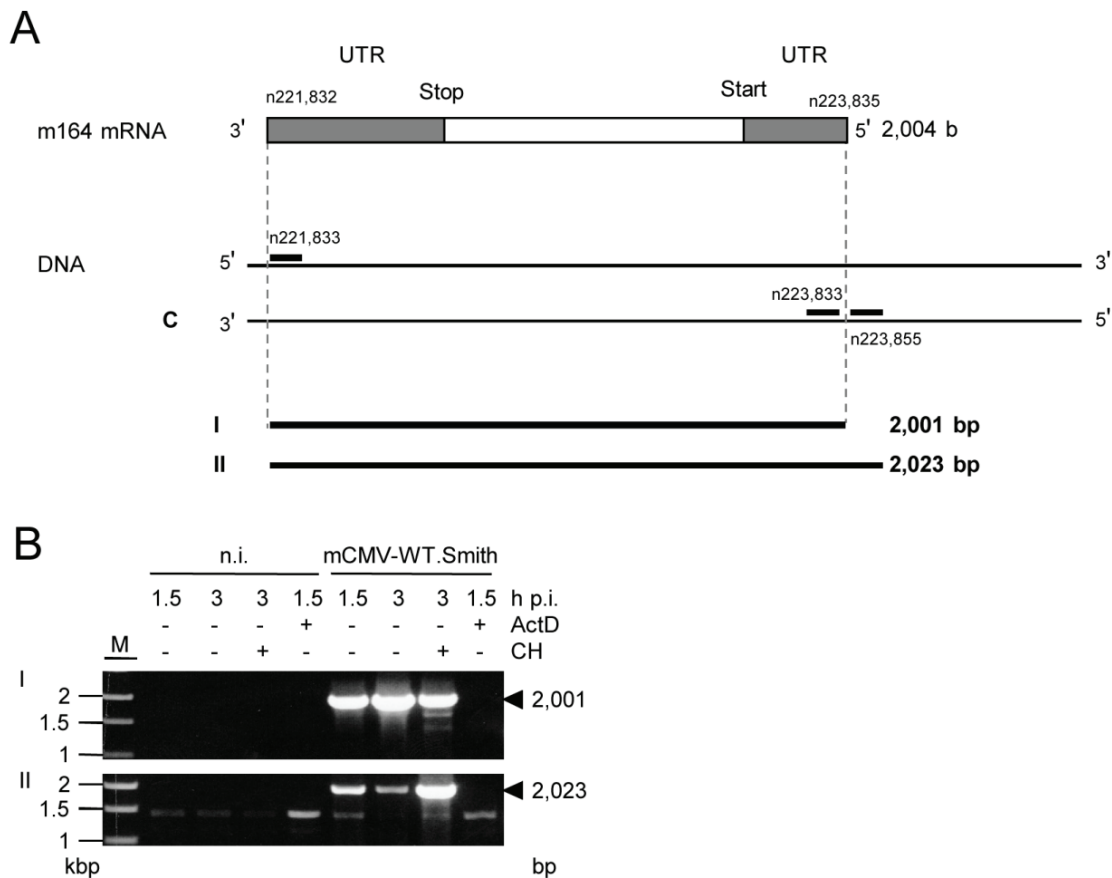 A
UTR UTR
n221,832 Stop Start n223,835
m164 mRNA 3' 5' 2,004 b
n221,833
DNA 5' 3'
n223,833
C 3' 5'
n223,855
I 2,001 bp
II 2,023 bp
B
n.i. mCMV-WT.Smith
1.5 3 3 1.5 1.5 3 3 1.5 h p.i.
- - - + - - - + ActD
M - - + - - - + - CH
I
2 2,001
1.5
1
II
2 2,023
1.5
1
kbp bp